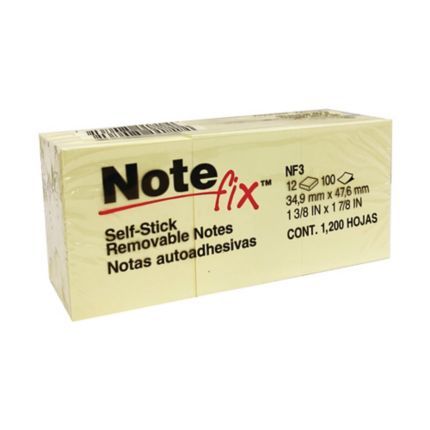 Note fix™
Self-Stick
Removable Notes
Notas autoadhesivas
NF3
12 100
34,9 mm x 47,6 mm
1 3/8 IN x 1 7/8 IN
CONT. 1,200 HOJAS